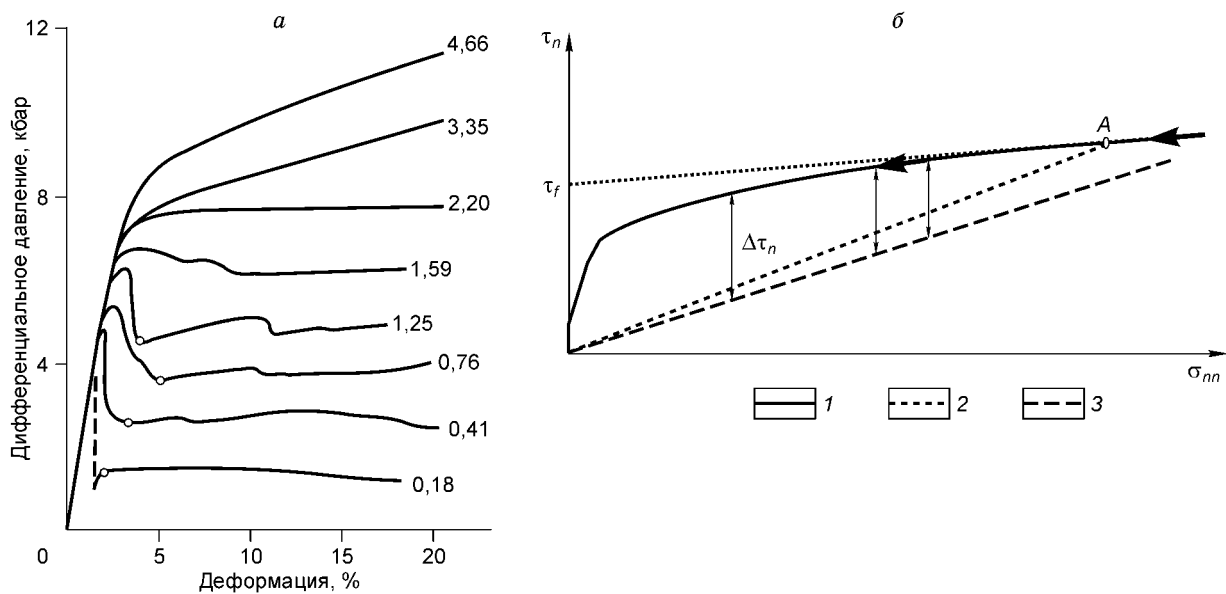 а
12
8
4
0
5
10
15
20
Дифференциальное давление, кбар
Деформация, %
4,66
3,35
2,20
1,59
1,25
0,76
0,41
0,18
б
τn
A
τf
Δτn
σnn
1
2
3